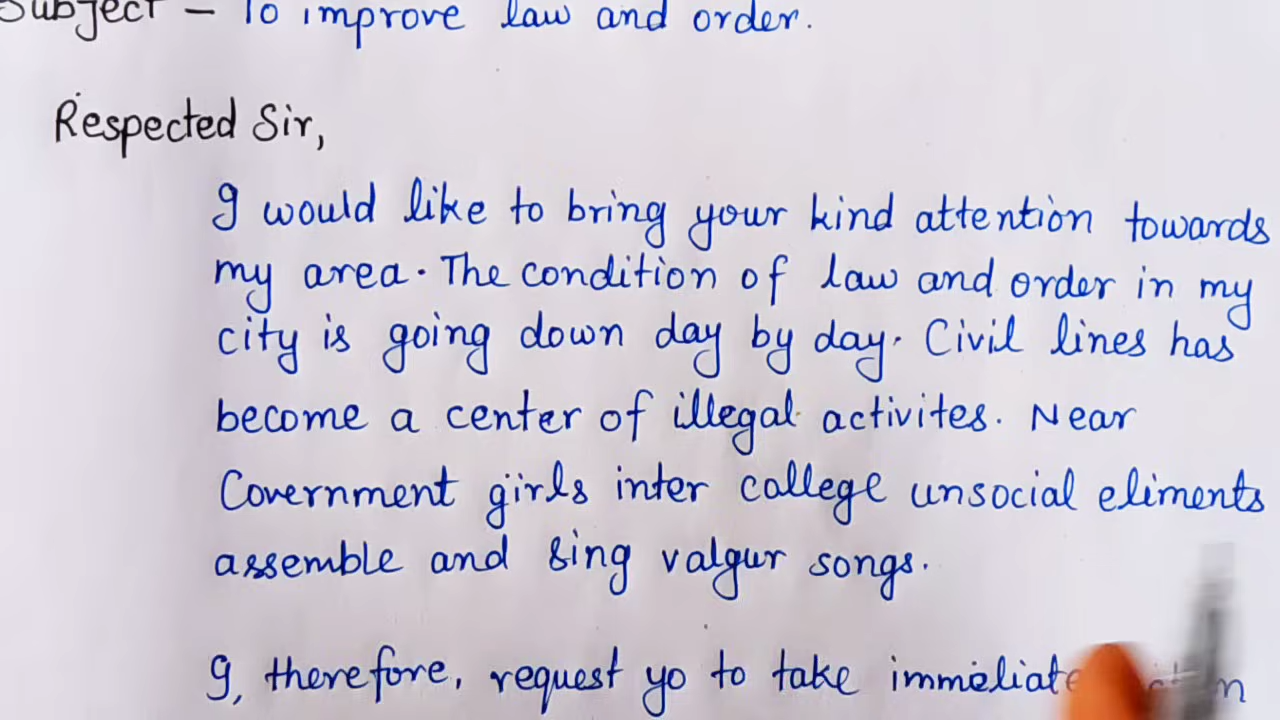 Subject - To improve law and order.
Respected Sir,
I would like to bring your kind attention towards
my area. The condition of law and order in my
city is going down day by day. Civil lines has
become a center of illegal activites. Near
Government girls inter college unsocial eliments
assemble and sing valgur songs.
I, therefore, request yo to take immediate